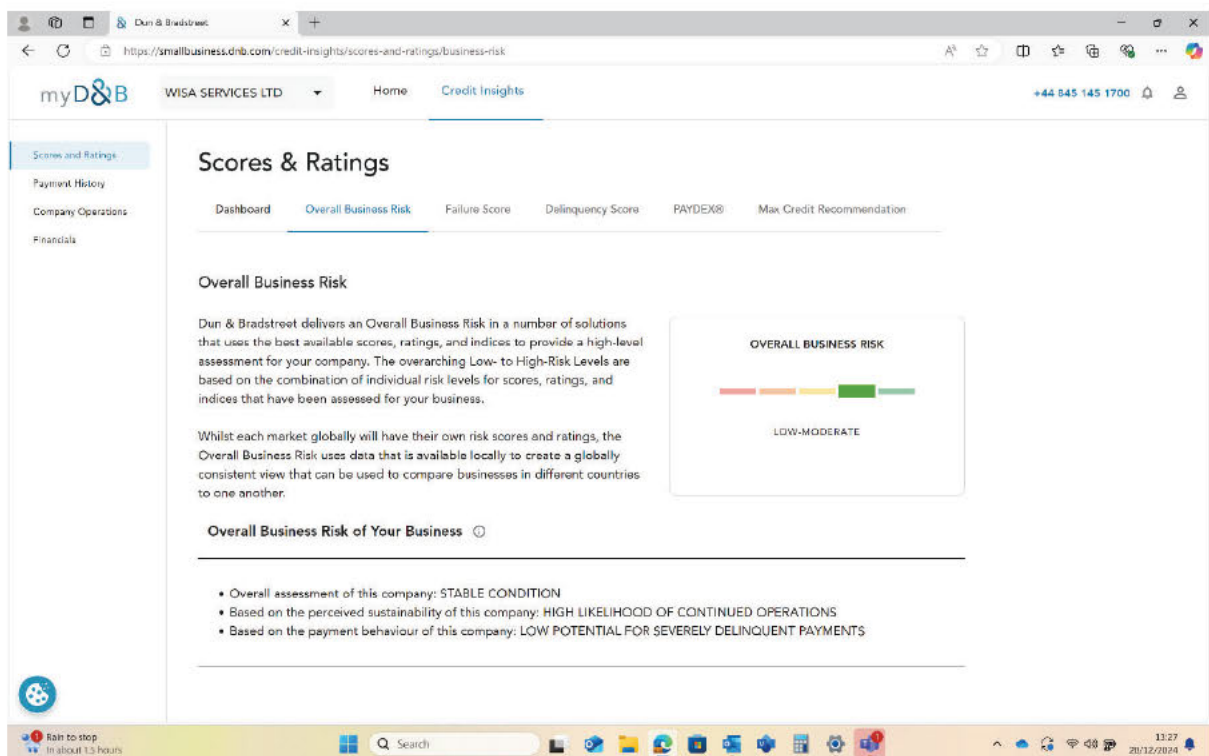 Dun & Bradstreet
https://smallbusiness.dnb.com/credit-insights/scores-and-ratings/business-risk
myD&B
WISA SERVICES LTD
Home
Credit Insights
+44 845 145 1700
Scores and Ratings
Payment History
Company Operations
Financials
Scores & Ratings
Dashboard
Overall Business Risk
Failure Score
Delinquency Score
PAYDEX®
Max Credit Recommendation
Overall Business Risk
Dun & Bradstreet delivers an Overall Business Risk in a number of solutions
that uses the best available scores, ratings, and indices to provide a high-level
assessment for your company. The overarching Low- to High-Risk Levels are
based on the combination of individual risk levels for scores, ratings, and
indices that have been assessed for your business.
Whilst each market globally will have their own risk scores and ratings, the
Overall Business Risk uses data that is available locally to create a globally
consistent view that can be used to compare businesses in different countries
to one another.
OVERALL BUSINESS RISK
LOW-MODERATE
Overall Business Risk of Your Business
• Overall assessment of this company: STABLE CONDITION
• Based on the perceived sustainability of this company: HIGH LIKELIHOOD OF CONTINUED OPERATIONS
• Based on the payment behaviour of this company: LOW POTENTIAL FOR SEVERELY DELINQUENT PAYMENTS
Rain to stop
In about 1.5 hours
Search
13:27
20/12/2024